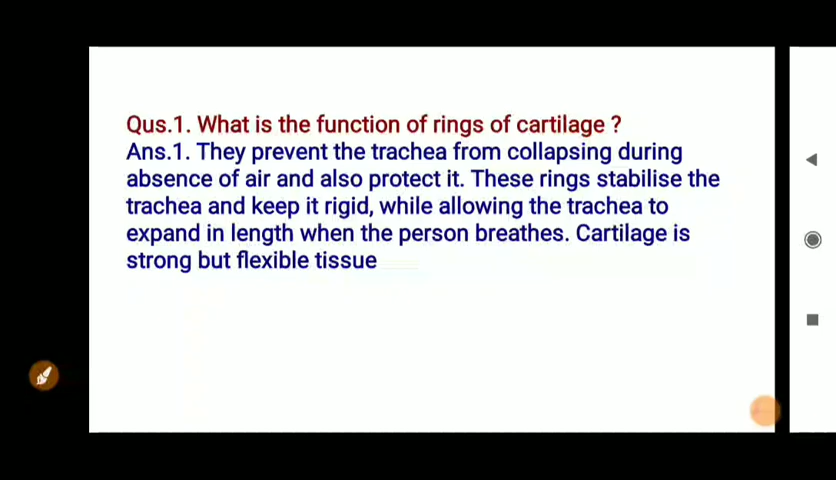 Qus.1. What is the function of rings of cartilage ?
Ans.1. They prevent the trachea from collapsing during
absence of air and also protect it. These rings stabilise the
trachea and keep it rigid, while allowing the trachea to
expand in length when the person breathes. Cartilage is
strong but flexible tissue